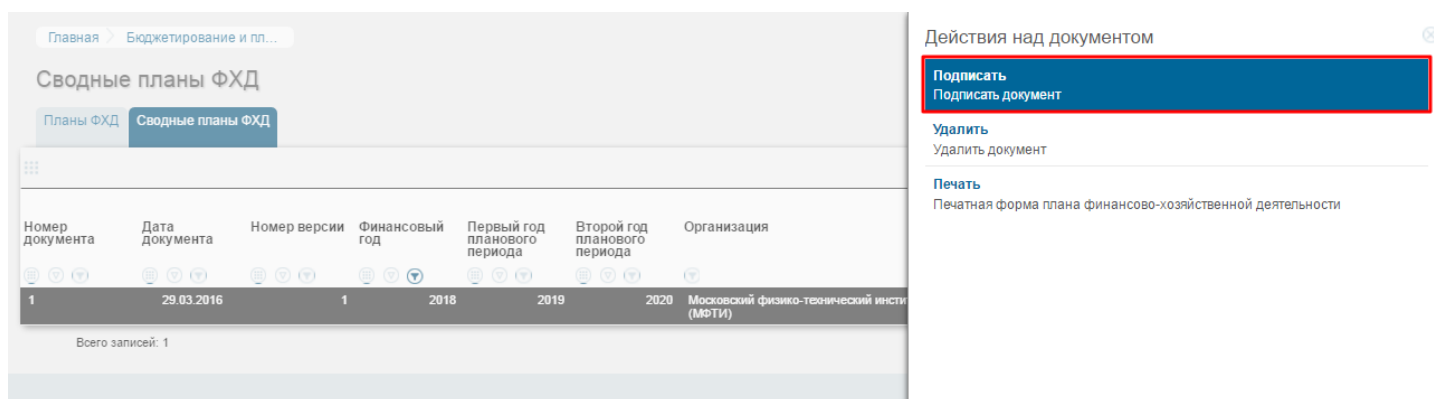 Главная Бюджетирование и пл...
Сводные планы ФХД
Планы ФХД Сводные планы ФХД
Номер документа
Дата документа
Номер версии
Финансовый год
Первый год планового периода
Второй год планового периода
Организация
1 29.03.2016 1 2018 2019 2020 Московский физико-технический
(МФТИ)
Всего записей: 1
Действия над документом
Подписать
Подписать документ
Удалить
Удалить документ
Печать
Печатная форма плана финансово-хозяйственной деятельности